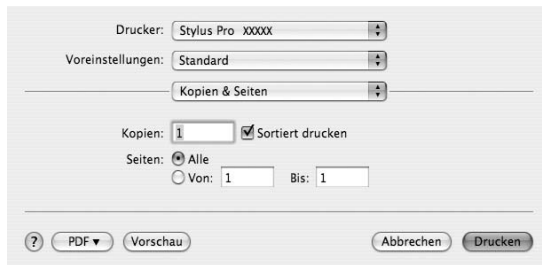 Drucker: Stylus Pro XXXXX
Voreinstellungen: Standard
Kopien & Seiten
Kopien: 1 Sortiert drucken
Seiten: Alle
Von: 1 Bis: 1
? PDF ▼ Vorschau Abbrechen Drucken